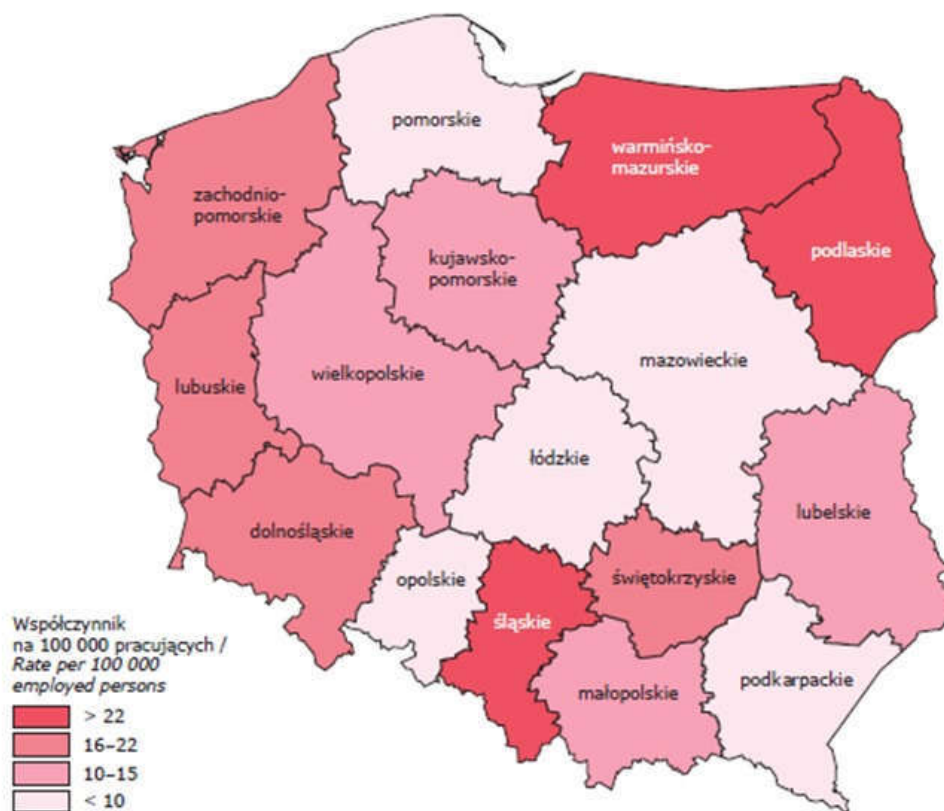 pomorskie
warmińsko-
mazurskie
zachodnio-
pomorskie
podlaskie
kujawsko-
pomorskie
mazowieckie
wielkopolskie
lubuskie
łódzkie
lubelskie
dolnośląskie
opolskie
świętokrzyskie
śląskie
podkarpackie
małopolskie
Współczynnik
na 100 000 pracujących /
Rate per 100 000
employed persons
> 22
16–22
10–15
< 10